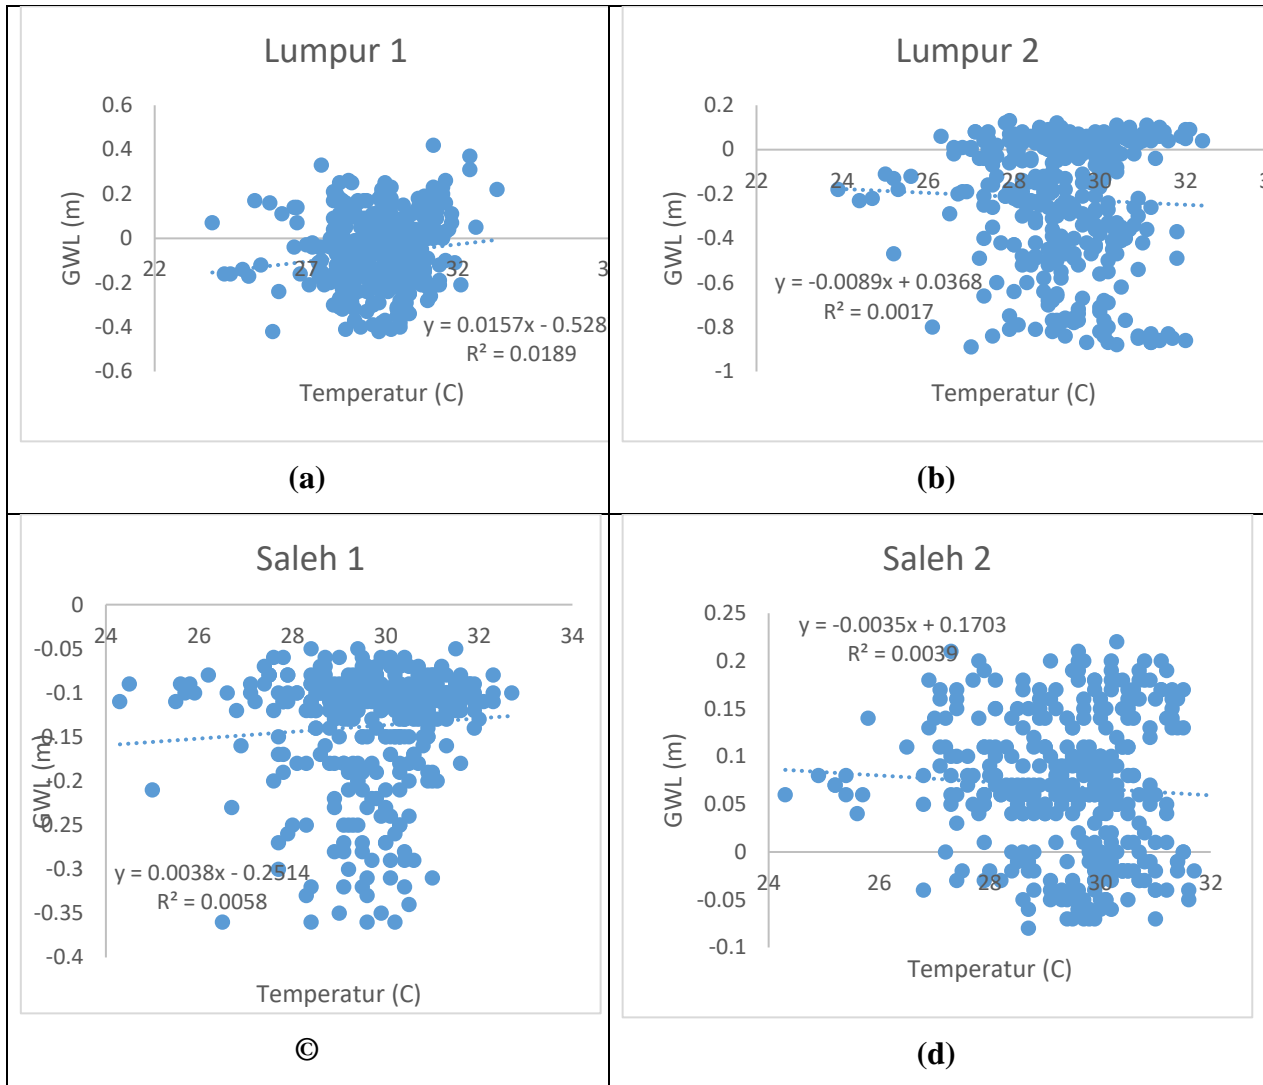 Lumpur 1
0.6
0.4
0.2
0
-0.2
-0.4
-0.6
22
27
32
GWL (m)
y = 0.0157x - 0.528
R² = 0.0189
Temperatur (C)
(a)
Lumpur 2
0.2
0
-0.2
-0.4
-0.6
-0.8
-1
22
24
26
28
30
32
GWL (m)
y = -0.0089x + 0.0368
R² = 0.0017
Temperatur (C)
(b)
Saleh 1
0
-0.05
-0.1
-0.15
-0.2
-0.25
-0.3
-0.35
-0.4
24
26
28
30
32
34
GWL (m)
y = 0.0038x - 0.2514
R² = 0.0058
Temperatur (C)
©
Saleh 2
0.25
0.2
0.15
0.1
0.05
0
-0.05
-0.1
24
26
28
30
32
GWL (m)
y = -0.0035x + 0.1703
R² = 0.0039
Temperatur (C)
(d)